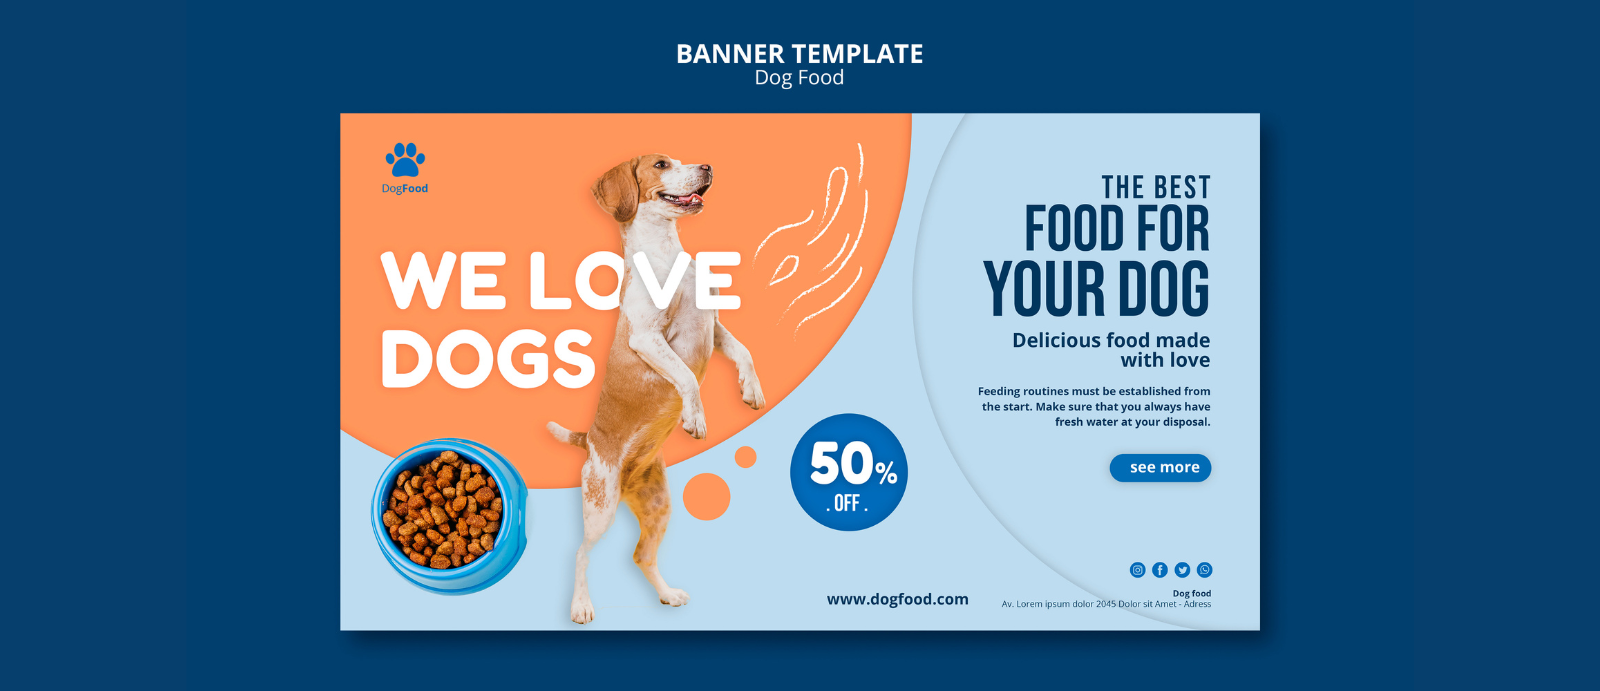 BANNER TEMPLATE
Dog Food
DogFood
WE LOVE
DOGS
50%
. OFF .
www.dogfood.com
THE BEST
FOOD FOR
YOUR DOG
Delicious food made
with love
Feeding routines must be established from
the start. Make sure that you always have
fresh water at your disposal.
see more
Dog food
Av. Lorem ipsum dolor 2045 Dolor sit Amet - Adress